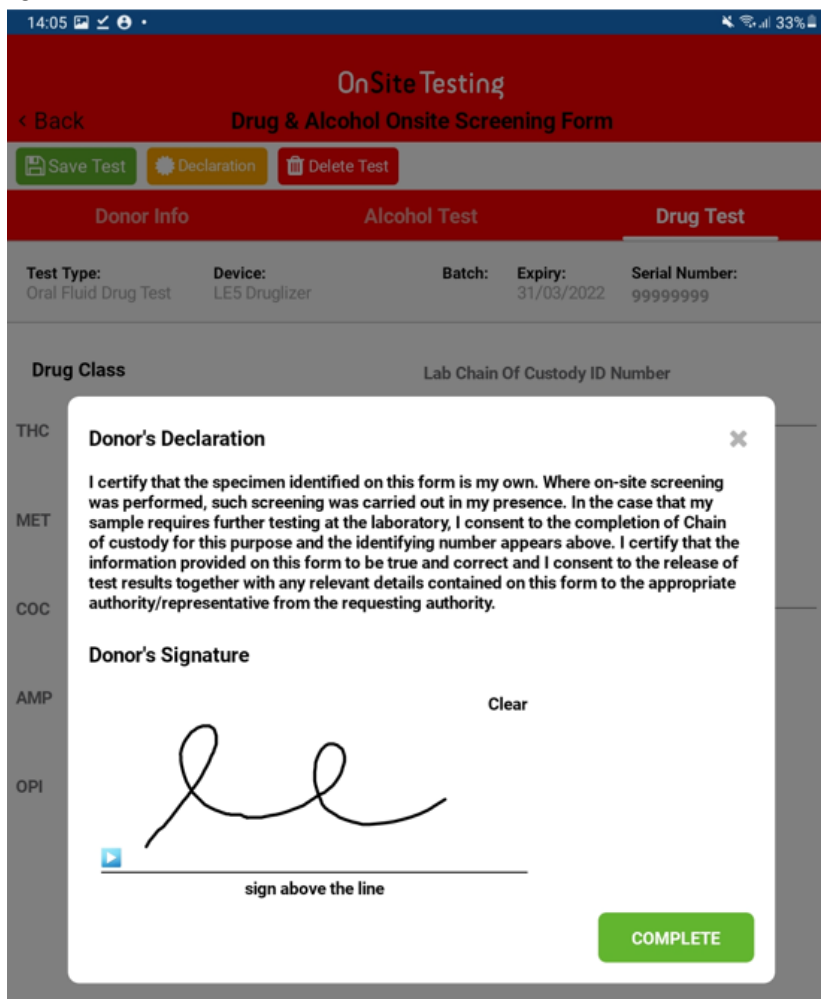 14:05 33%
OnSiteTesting
< Back Drug & Alcohol Onsite Screening Form
Save Test Declaration Delete Test
Donor Info Alcohol Test Drug Test
Test Type: Device: Batch: Expiry: Serial Number:
Oral Fluid Drug Test LE5 Druglizer 31/03/2022 99999999
Drug Class Lab Chain Of Custody ID Number
THC
MET
COC
AMP
OPI
Donor's Declaration
I certify that the specimen identified on this form is my own. Where on-site screening
was performed, such screening was carried out in my presence. In the case that my
sample requires further testing at the laboratory, I consent to the completion of Chain
of custody for this purpose and the identifying number appears above. I certify that the
information provided on this form to be true and correct and I consent to the release of
test results together with any relevant details contained on this form to the appropriate
authority/representative from the requesting authority.
Donor's Signature
Clear
sign above the line
COMPLETE